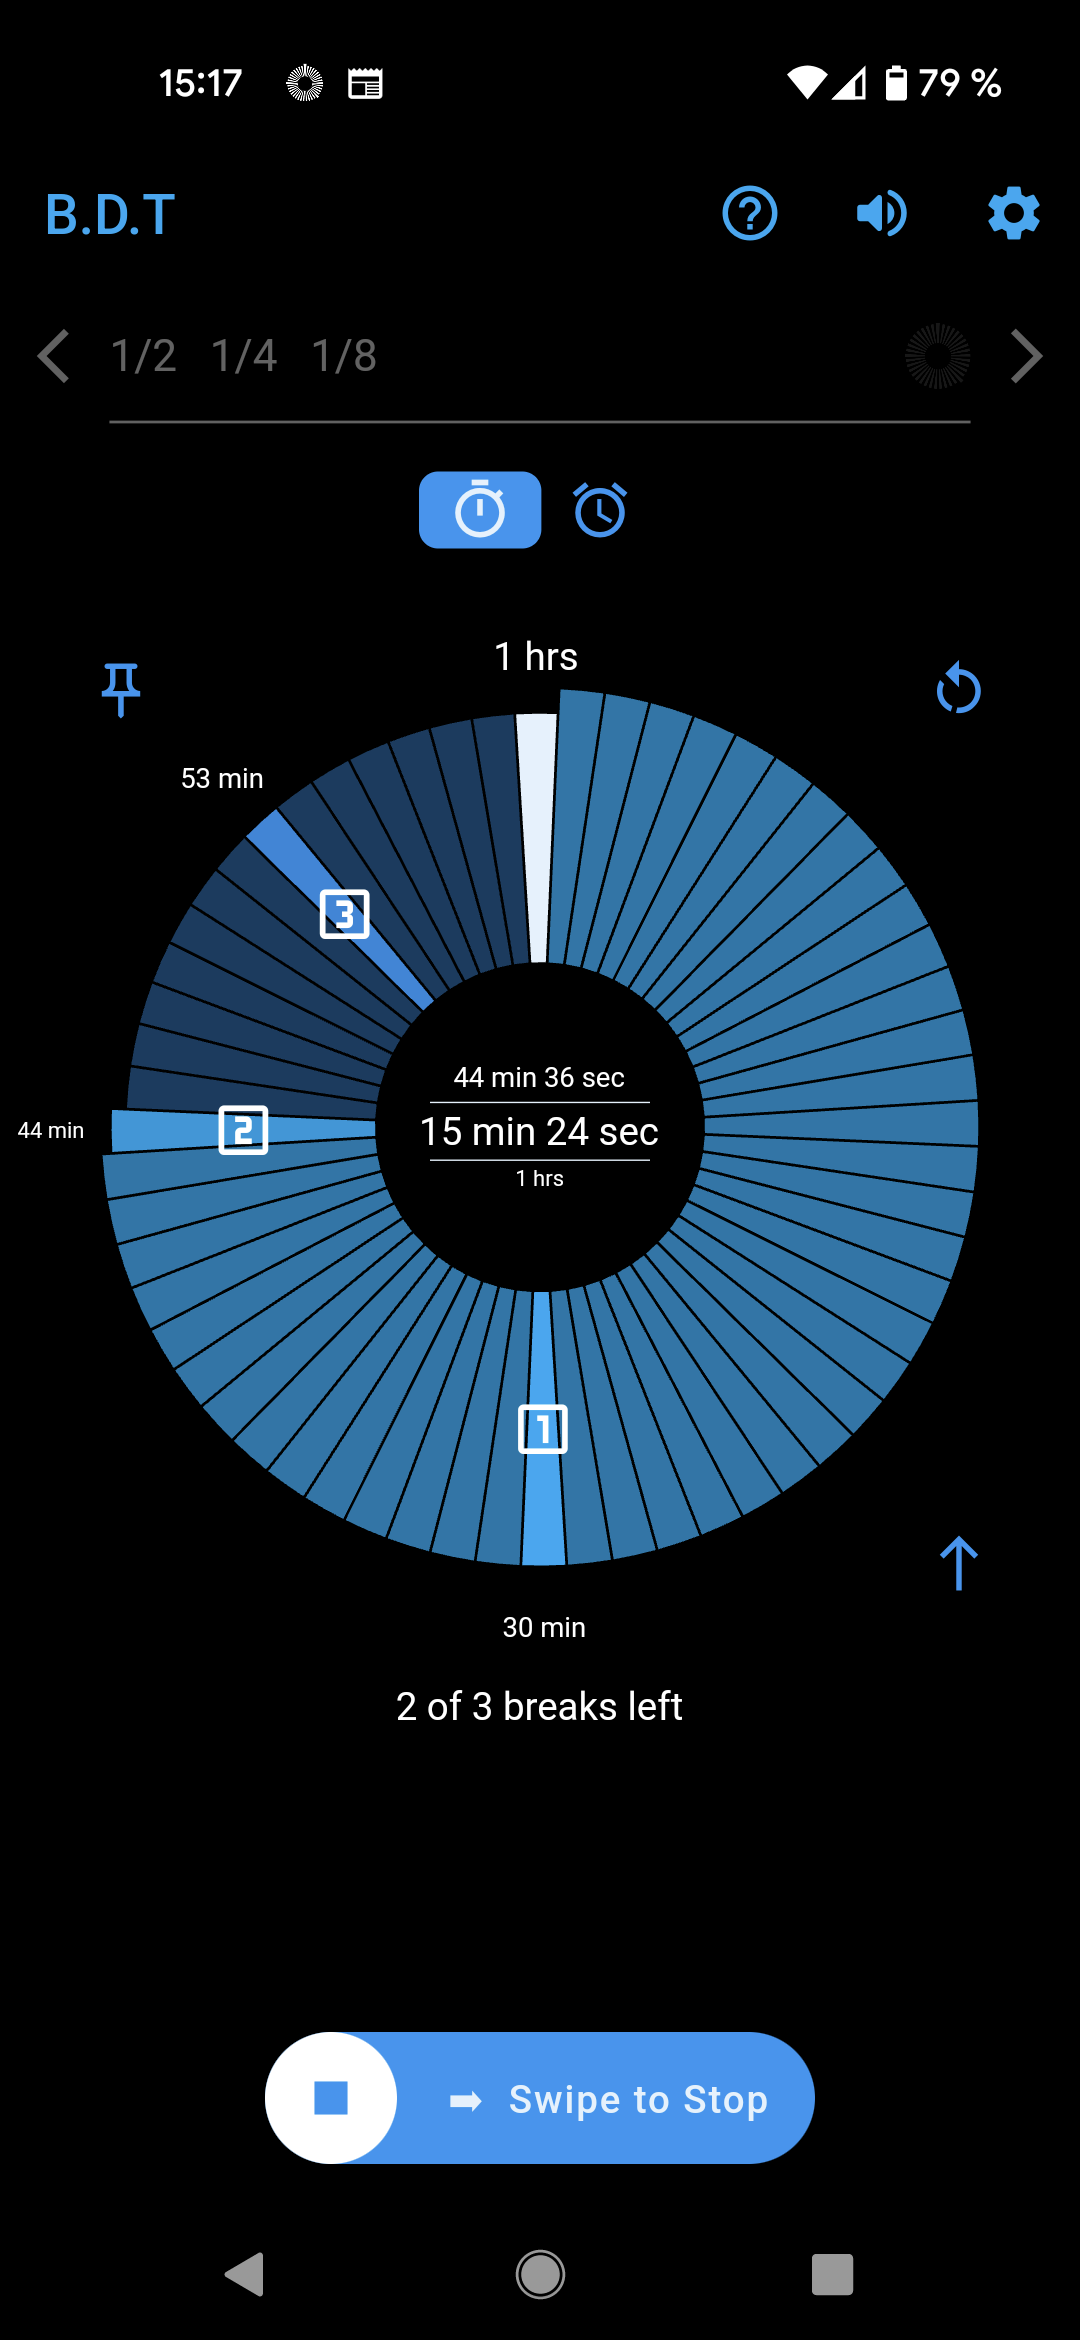 15:17
79 %
B.D.T
1/2 1/4 1/8
1 hrs
53 min
3
44 min 36 sec
15 min 24 sec
1 hrs
44 min
2
1
30 min
2 of 3 breaks left
➡ Swipe to Stop